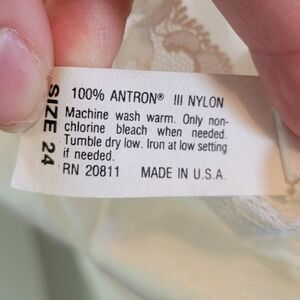 100% ANTRON® III NYLON
Machine wash warm. Only non-
chlorine bleach when needed.
Tumble dry low. Iron at low setting
if needed.
RN 20811 MADE IN U.S.A.
SIZE 24